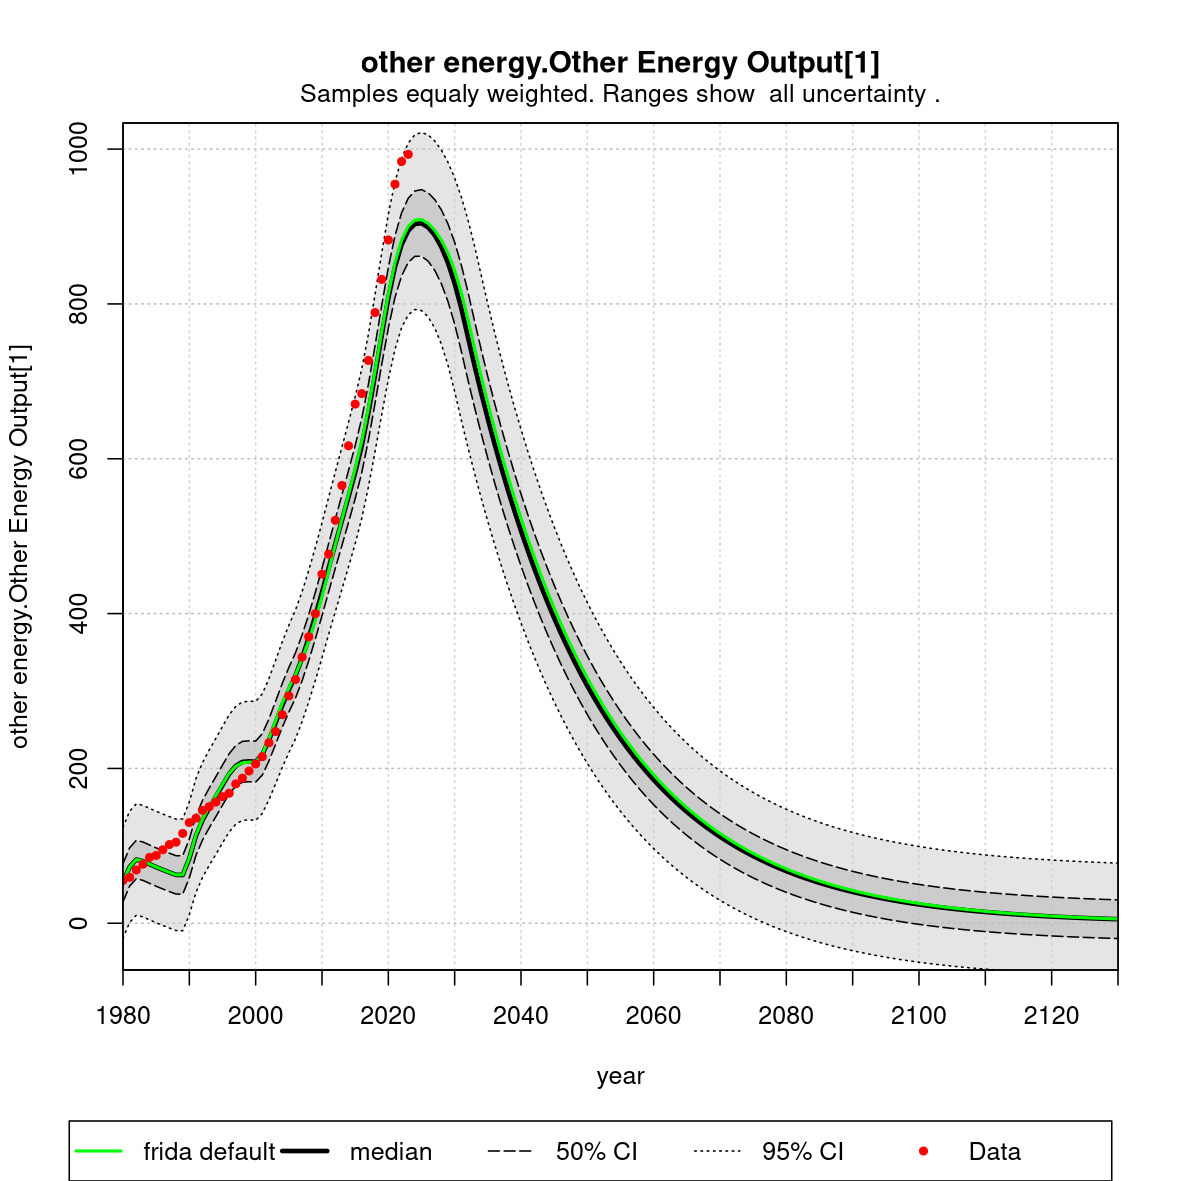 other energy.Other Energy Output[1]
Samples equaly weighted. Ranges show  all uncertainty .
other energy.Other Energy Output[1]
1000
800
600
400
200
0
1980 2000 2020 2040 2060 2080 2100 2120
year
frida default median 50% CI 95% CI Data